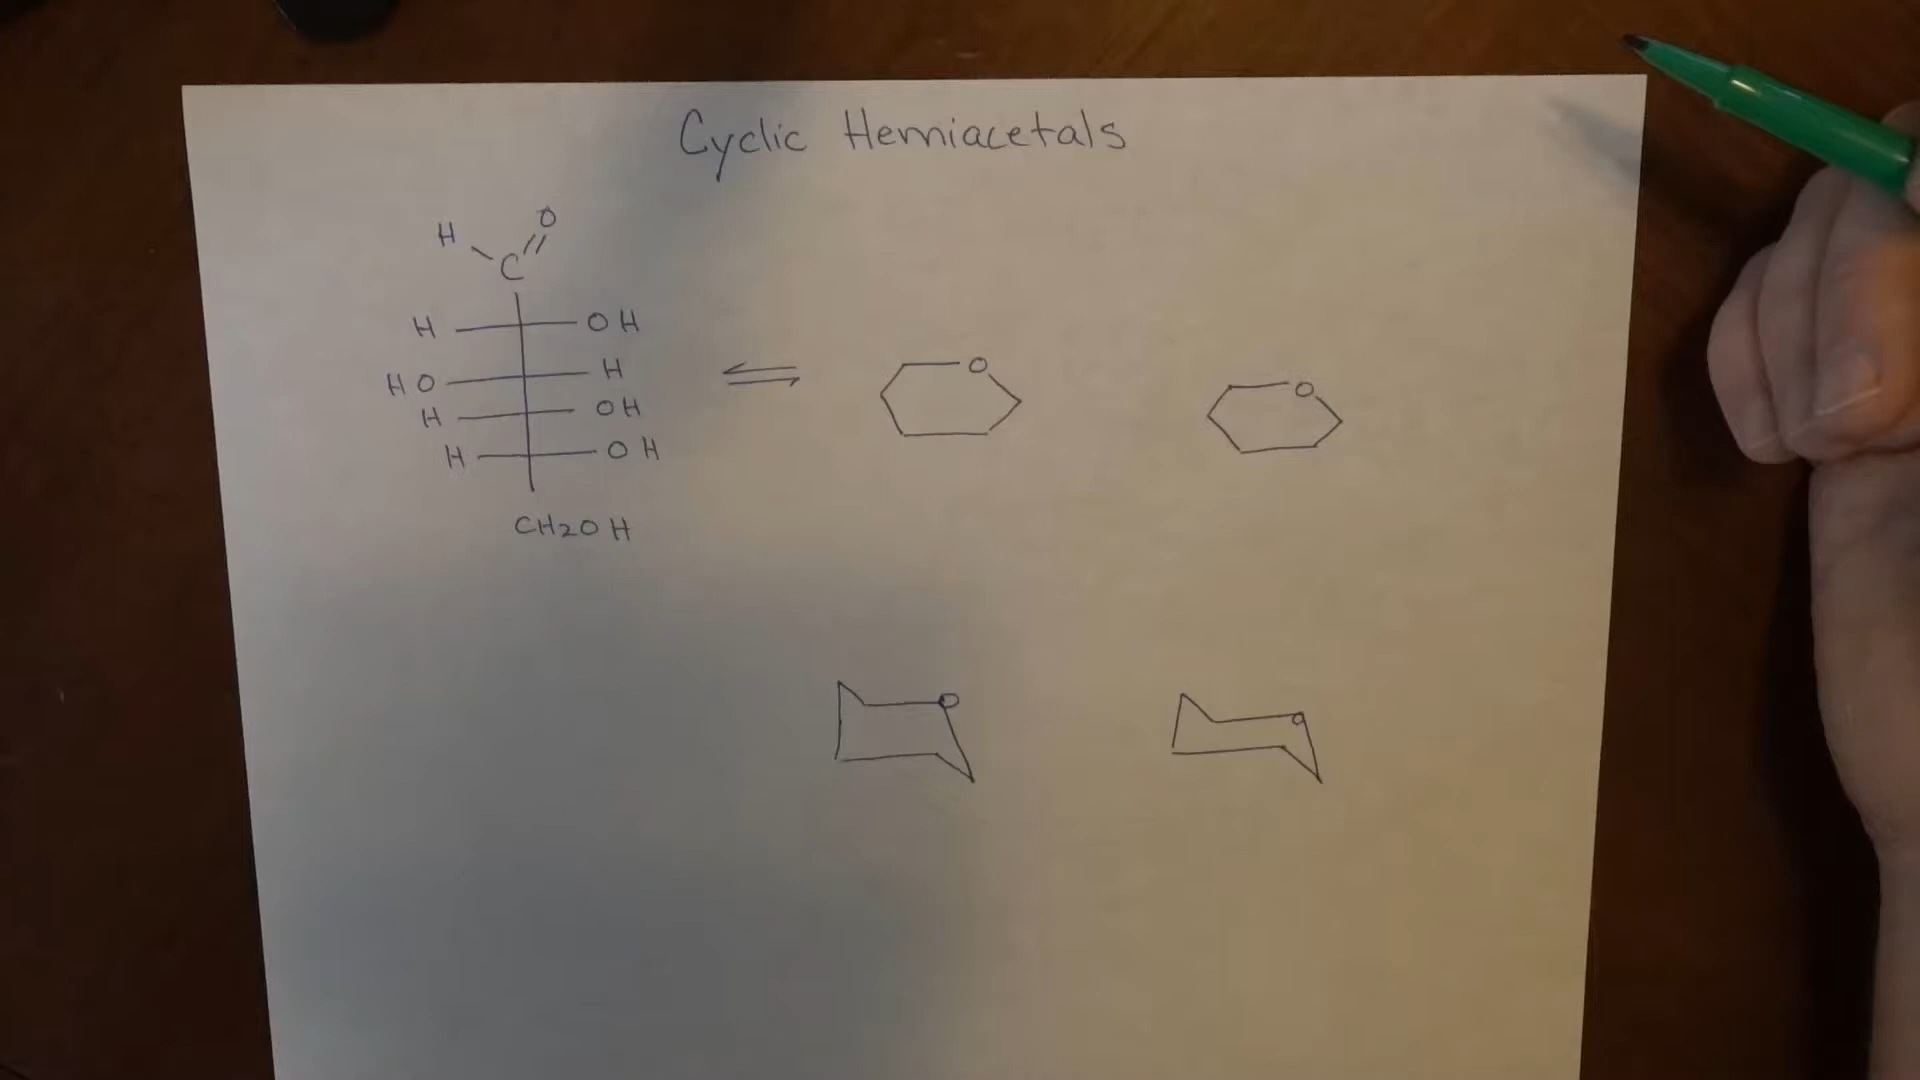 Cyclic Hemiacetals
H O
C
H OH
HO H
H OH
H OH
CH2OH
O
O
O
O